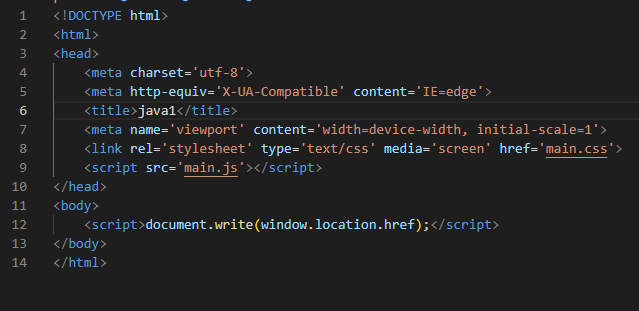 1 <!DOCTYPE html>
2 <html>
3 <head>
4     <meta charset='utf-8'>
5     <meta http-equiv='X-UA-Compatible' content='IE=edge'>
6     <title>java1</title>
7     <meta name='viewport' content='width=device-width, initial-scale=1'>
8     <link rel='stylesheet' type='text/css' media='screen' href='main.css'>
9     <script src='main.js'></script>
10 </head>
11 <body>
12     <script>document.write(window.location.href);</script>
13 </body>
14 </html>